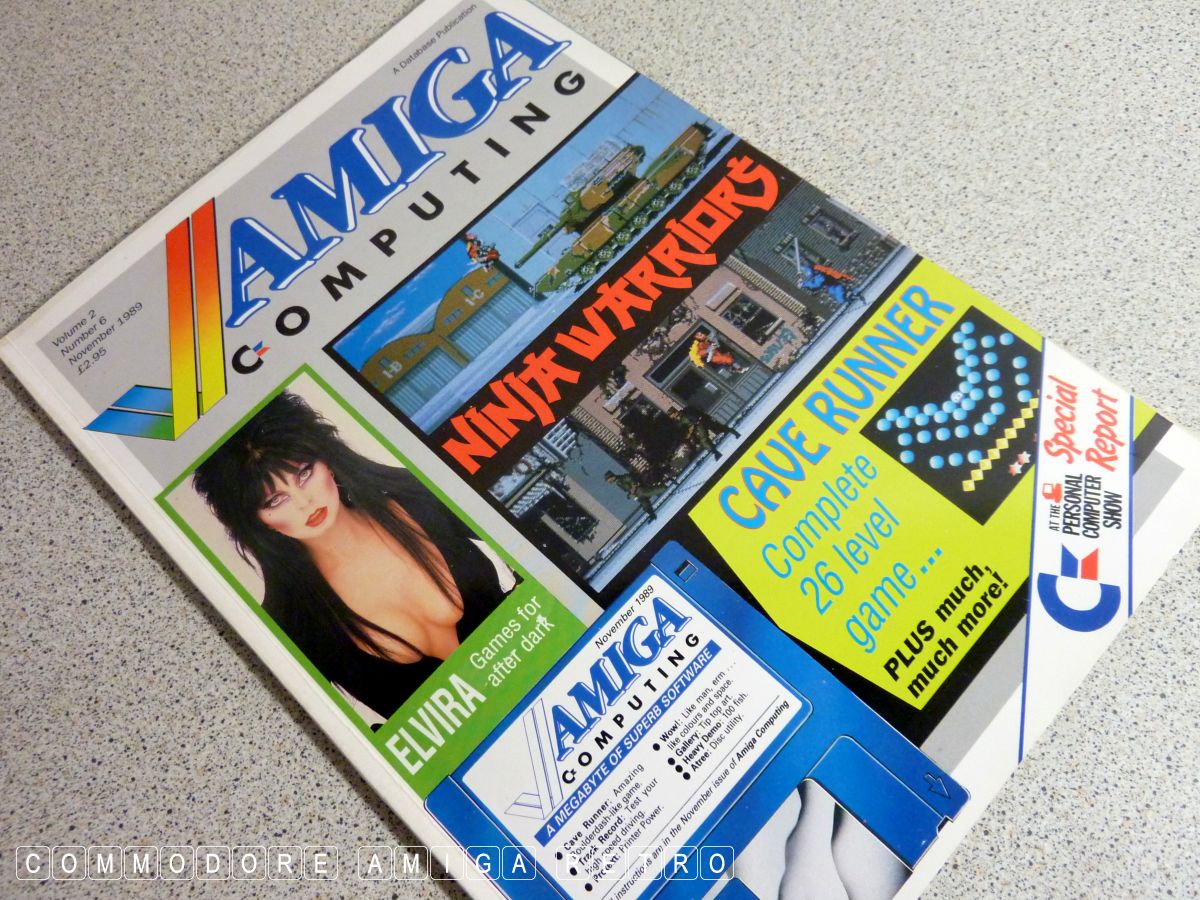 A Database Publication
AMIGA
COMPUTING
Volume 2
Number 6
November 1989
£2.95
NINJA WARRIORS
I-C
I-B
CAVE RUNNER
Complete
26 level
game...
PLUS much,
much more!
AT THE
PERSONAL
COMPUTER
SHOW
Special
Report
ELVIRA
Games for
after dark
November 1989
AMIGA
COMPUTING
A MEGABYTE OF SUPERB SOFTWARE
● Cave Runner: Amazing
Boulderdash-like game.
● Track Record: Test your
high speed driving.
● Printer Power.
● Wow!: Like man, erm...
like colours and space.
● Gallery: Tip top art.
● Heavy Demo: 100 fish.
● Atree: Disc utility.
instructions are in the November issue of Amiga Computing
COMMODORE AMIGA RETRO